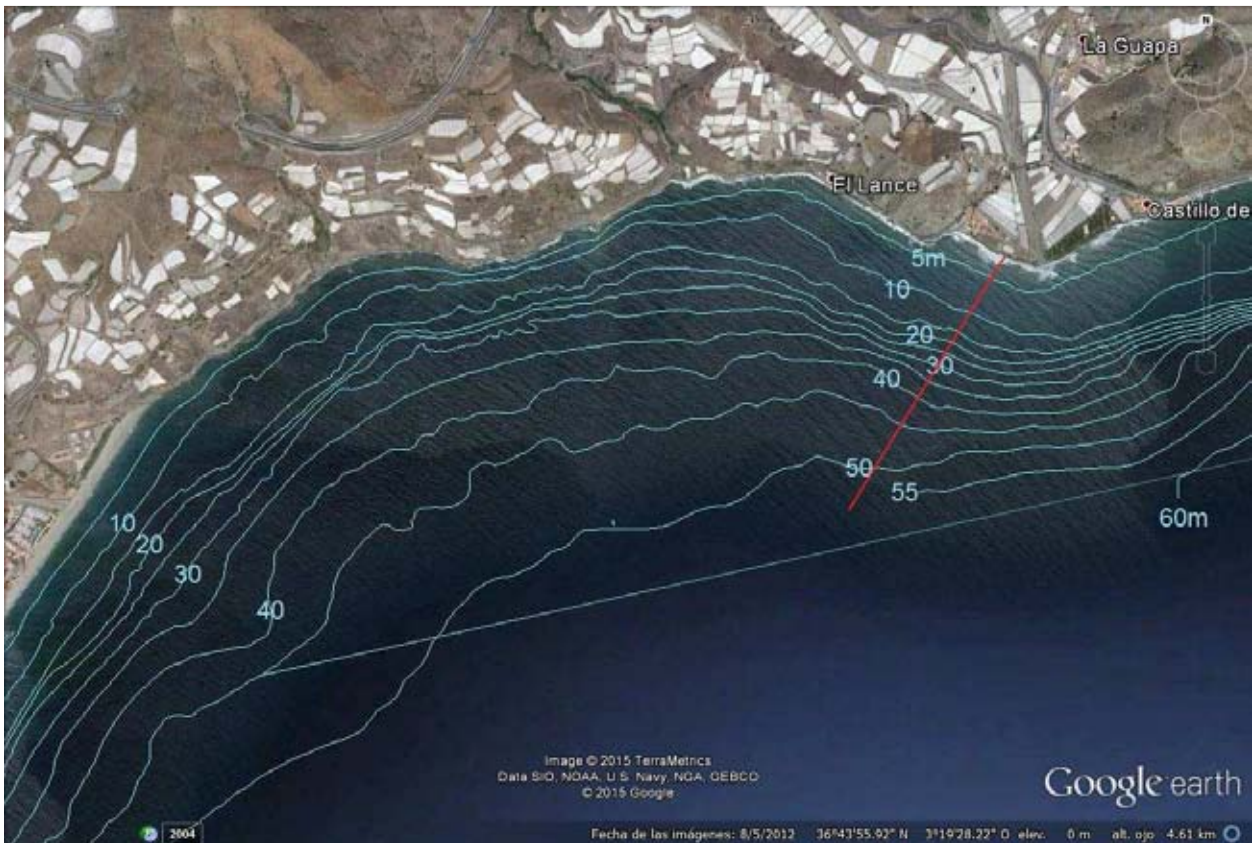 N
La Guapa
El Lance
Castillo de
5m
10
20
30
40
50
55
60m
10
20
30
40
Image © 2015 TerraMetrics
Data SIO, NOAA, U.S. Navy, NGA, GEBCO
© 2015 Google
Google earth
2004
Fecha de las imágenes: 8/5/2012 36°43'55.92" N 3°19'28.22" O elev. 0 m alt. ojo 4.61 km